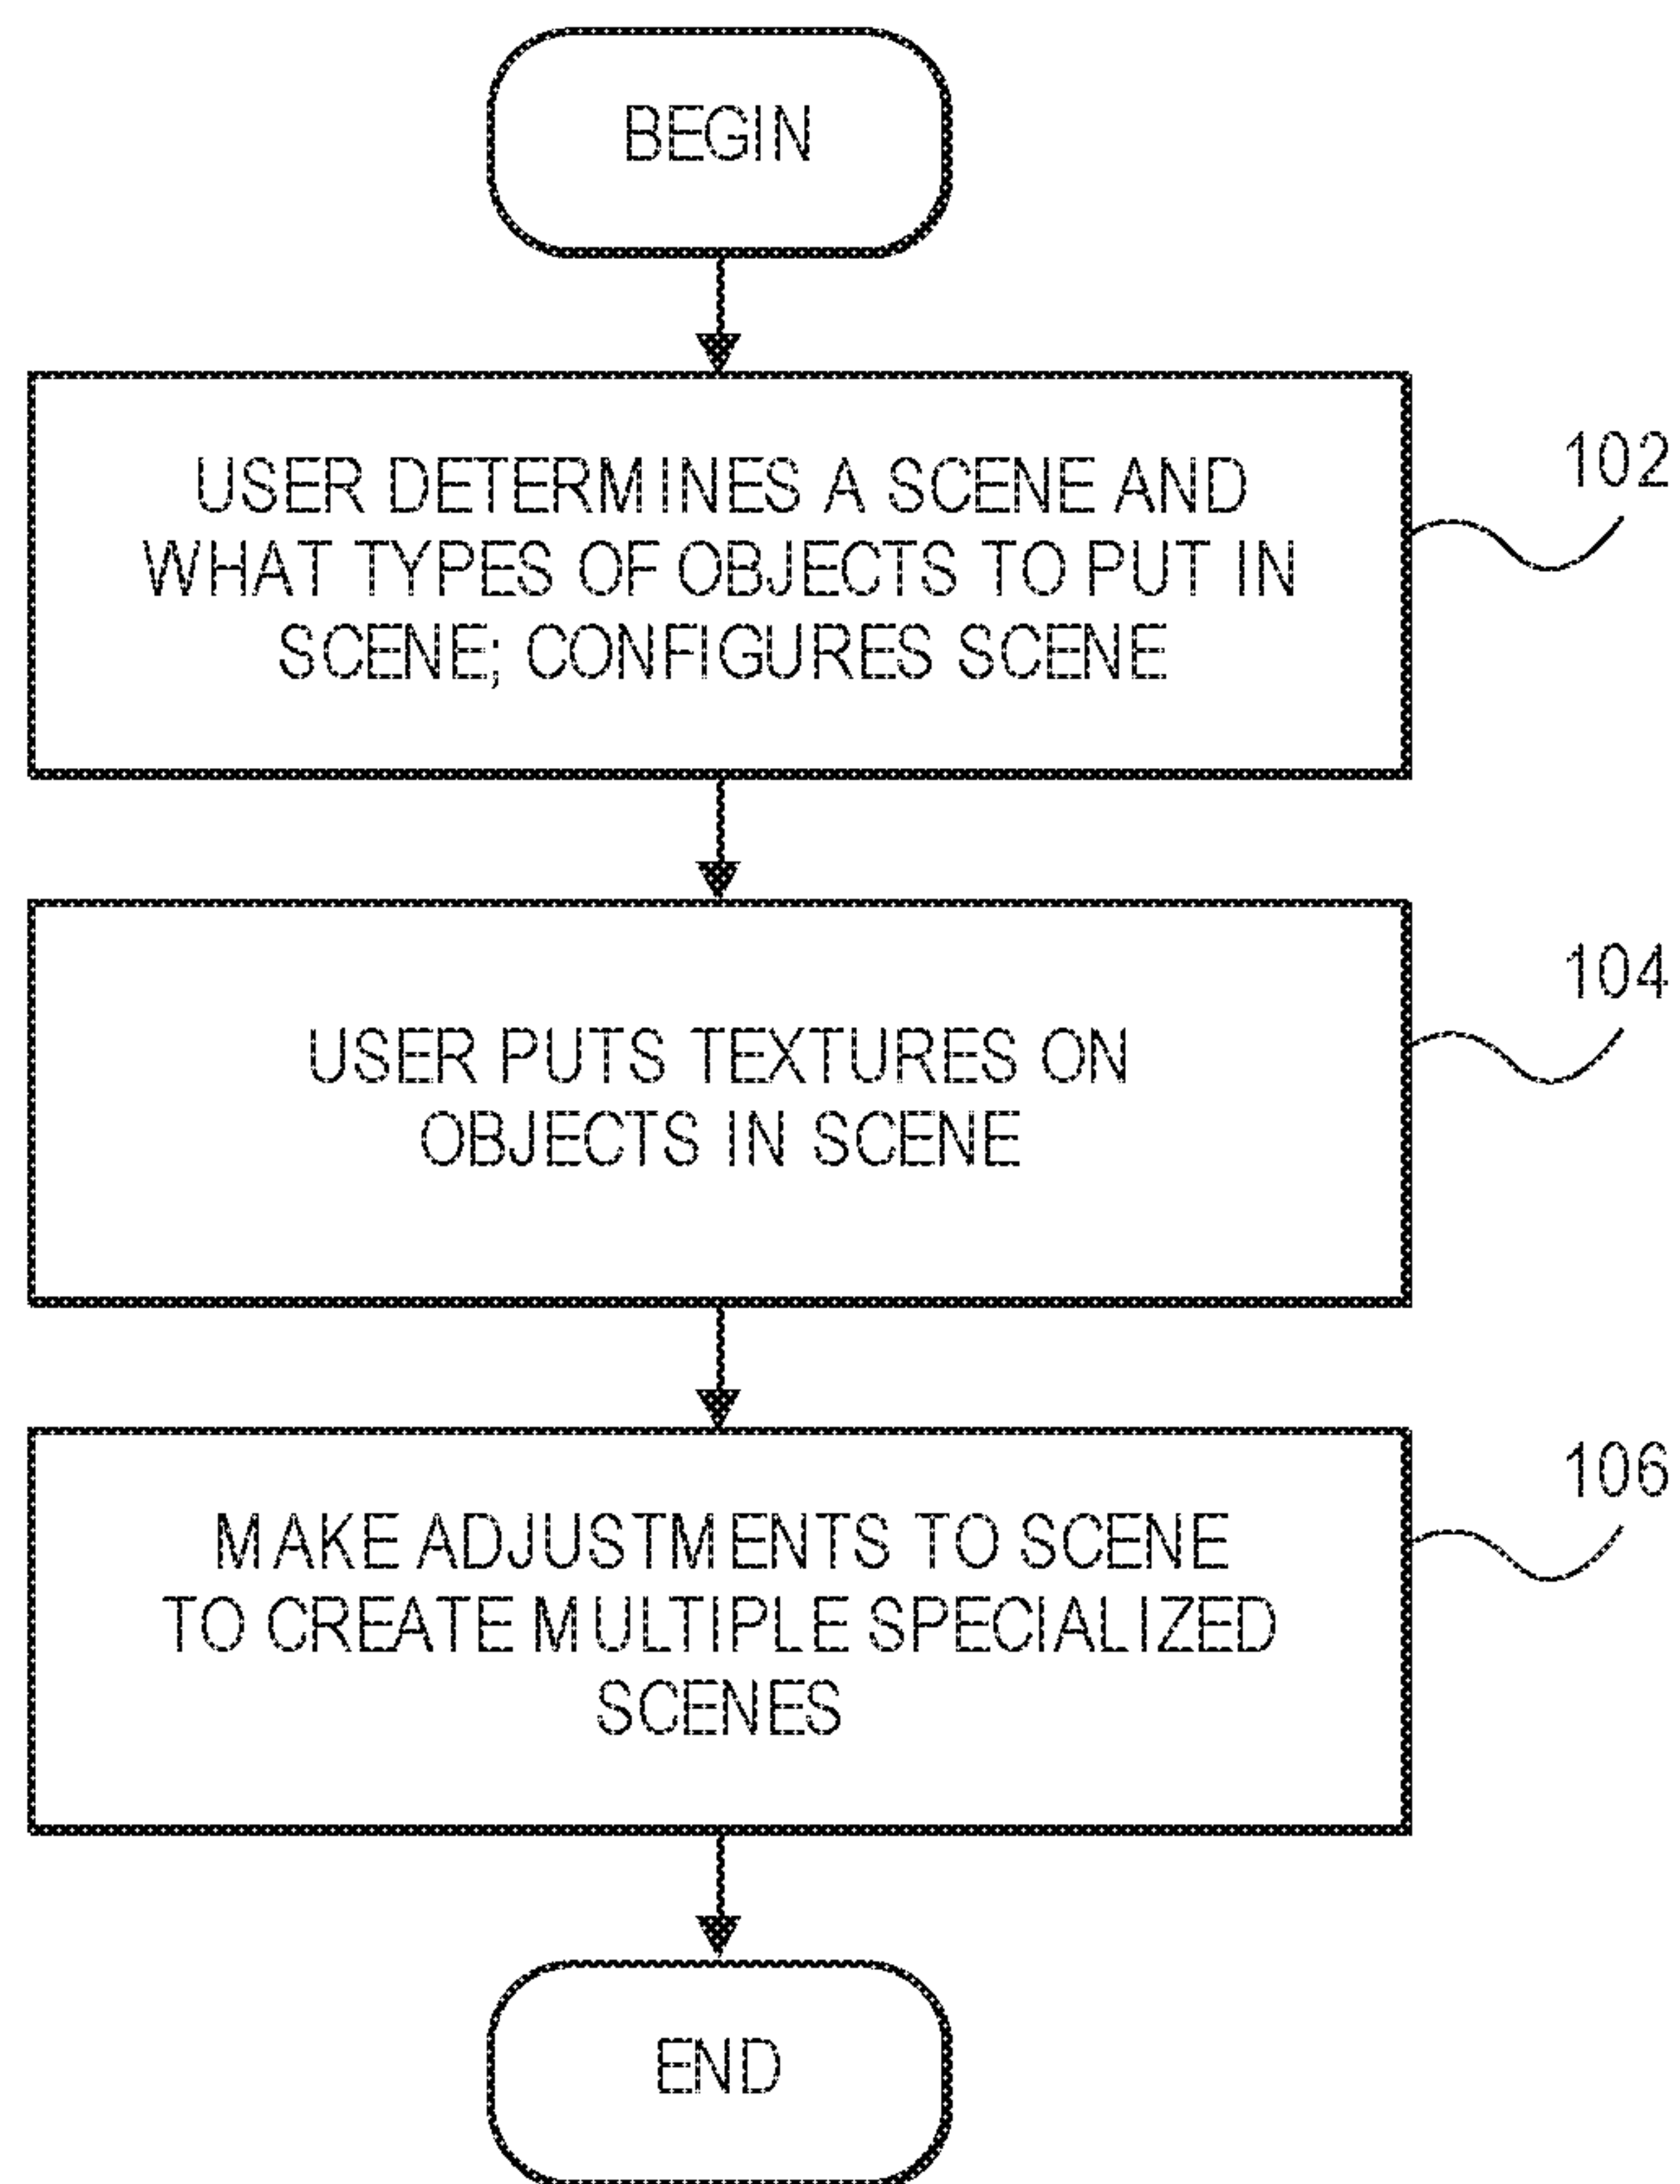 BEGIN
USER DETERMINES A SCENE AND
WHAT TYPES OF OBJECTS TO PUT IN
SCENE; CONFIGURES SCENE
102
USER PUTS TEXTURES ON
OBJECTS IN SCENE
104
MAKE ADJUSTMENTS TO SCENE
TO CREATE MULTIPLE SPECIALIZED
SCENES
106
END